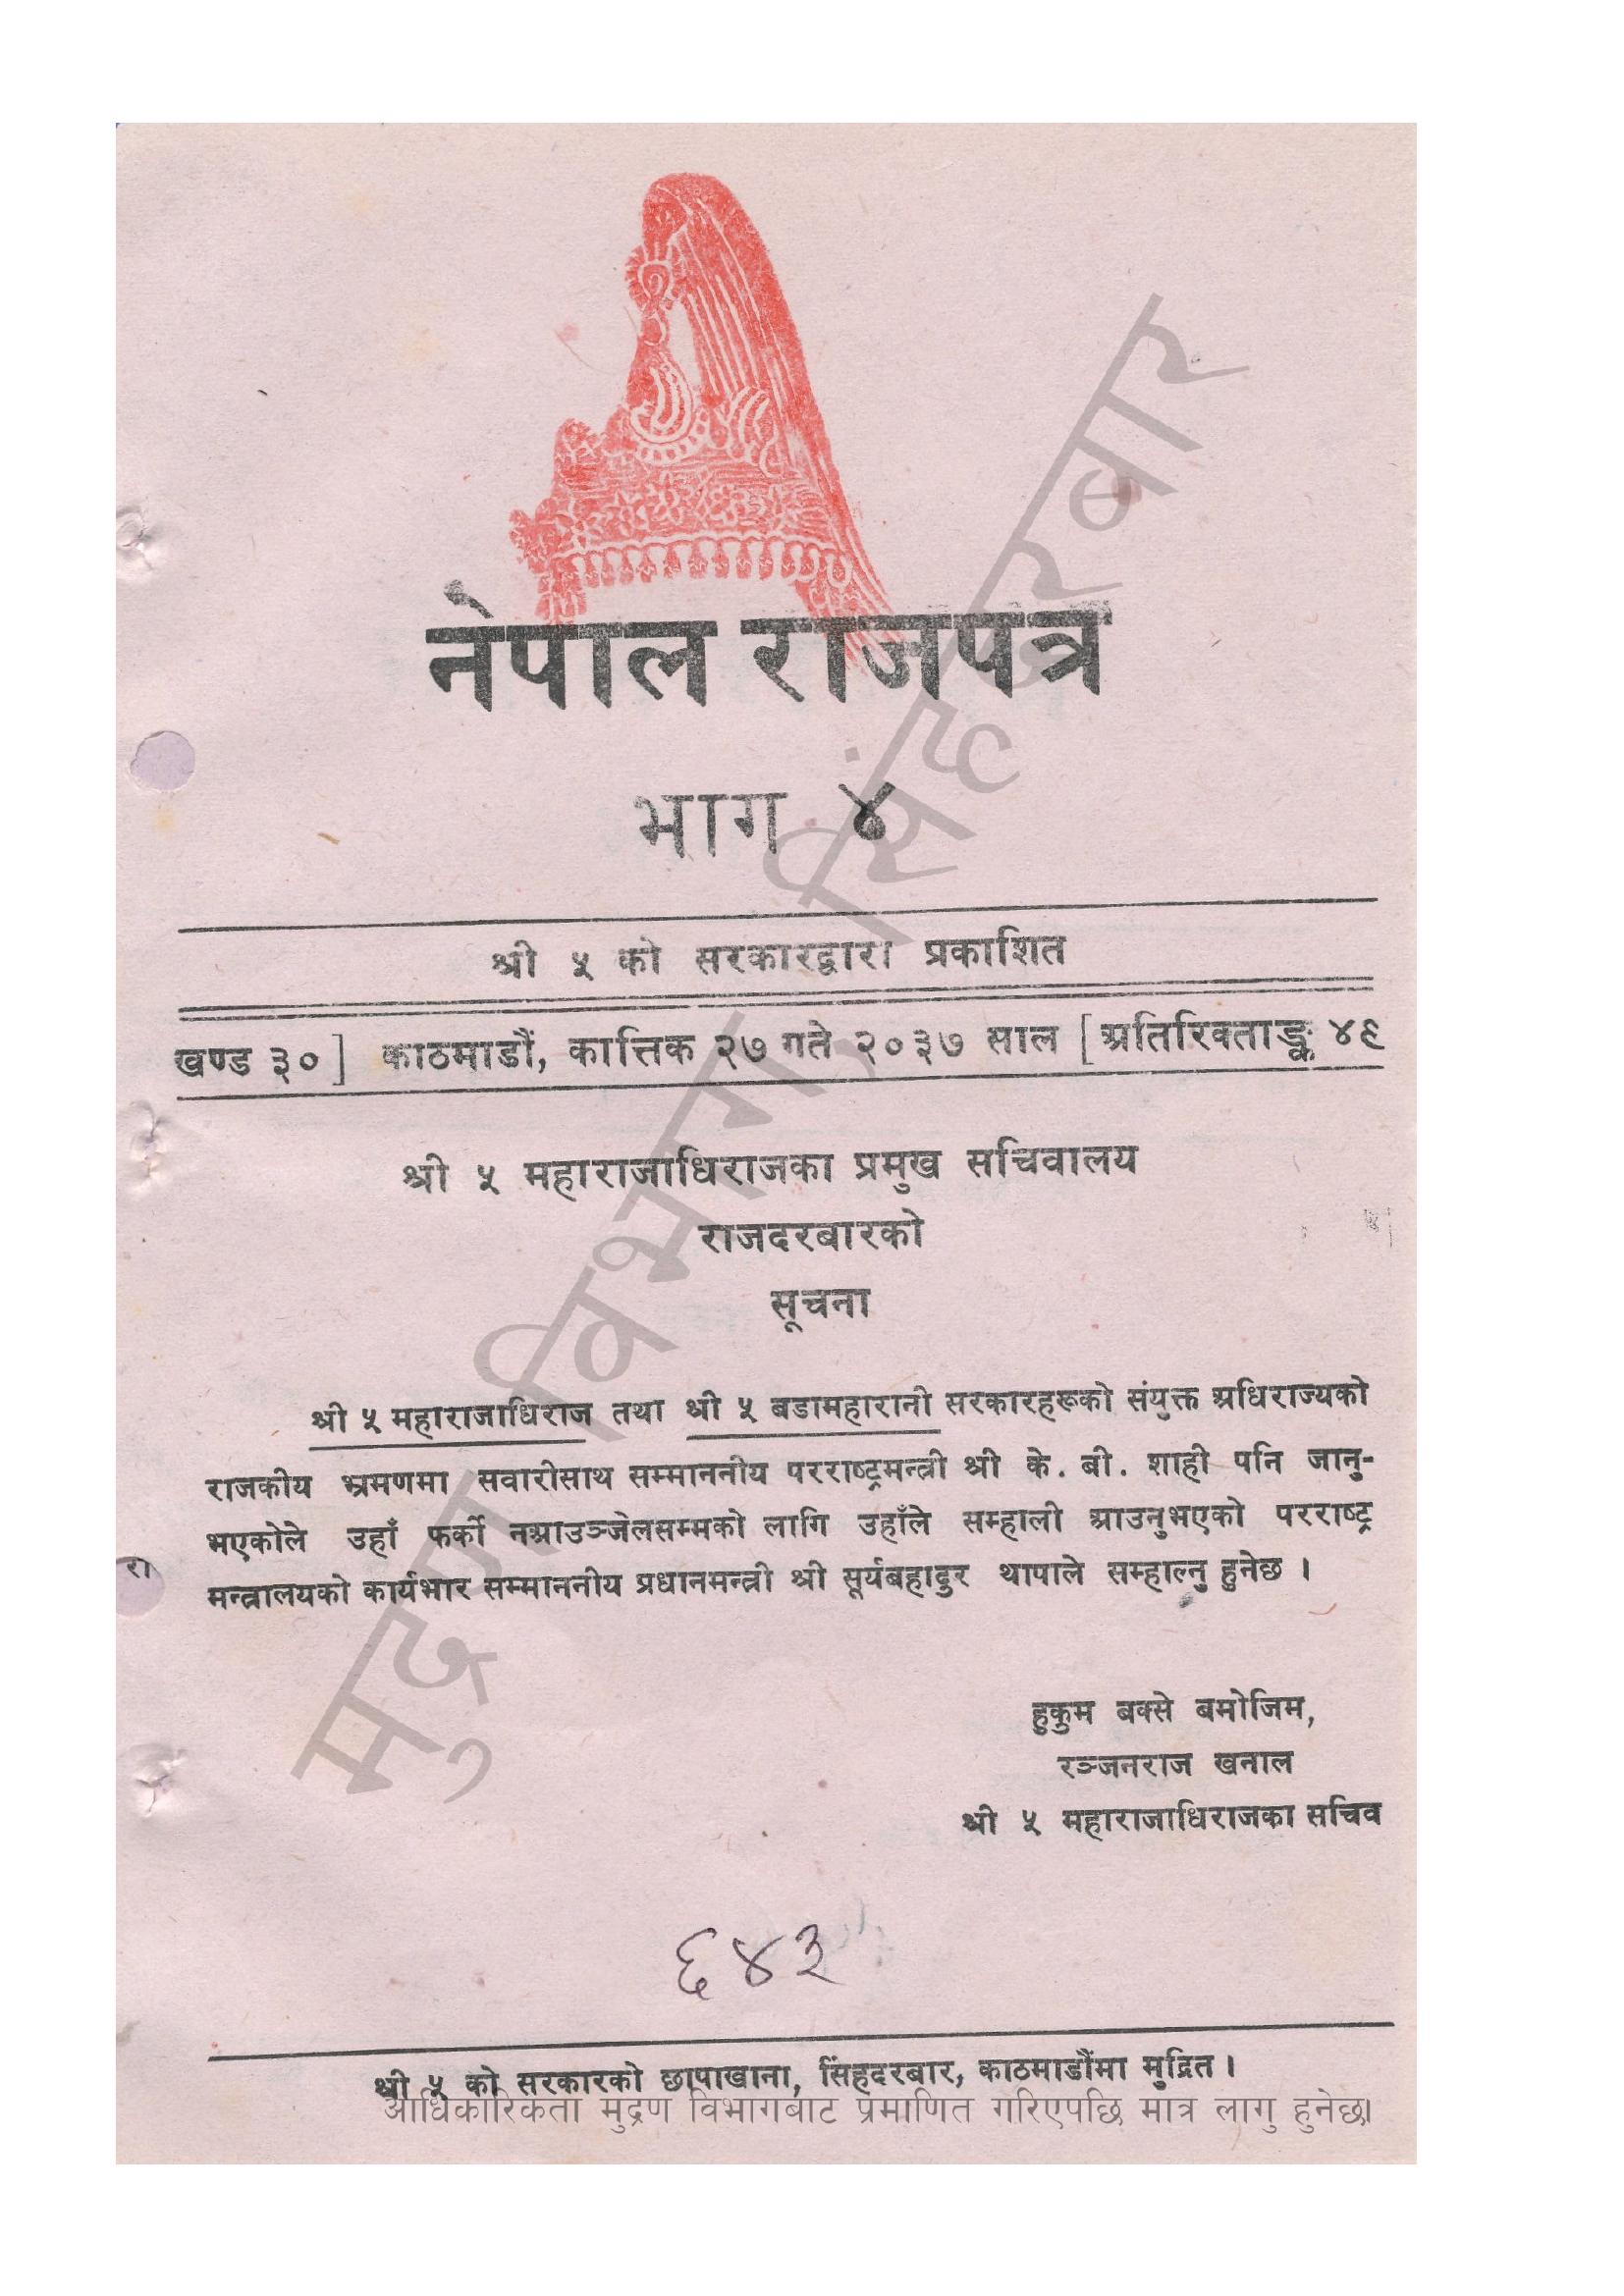 नेपाल राजपत्र
भाग ४
श्री ५ को सरकारद्वारा प्रकाशित
खण्ड ३०] काठमाडौं, कात्तिक २७ गते २०३७ साल [अतिरिक्ताङ्क ४९
श्री ५ महाराजाधिराजका प्रमुख सचिवालय
राजदरबारको
सूचना
श्री ५ महाराजाधिराज तथा श्री ५ बडामहारानी सरकारहरूको संयुक्त अधिराज्यको
राजकीय भ्रमणमा सवारीसाथ सम्माननीय परराष्ट्रमन्त्री श्री के. बी. शाही पनि जानु-
भएकोले उहाँ फर्की नआउञ्जेलसम्मको लागि उहाँले सम्हाली आउनुभएको परराष्ट्र
मन्त्रालयको कार्यभार सम्माननीय प्रधानमन्त्री श्री सूर्यबहादुर थापाले सम्हाल्नु हुनेछ ।
हुकुम बक्से बमोजिम,
रञ्जनराज खनाल
श्री ५ महाराजाधिराजका सचिव
६४३
श्री ५ को सरकारको छापाखाना, सिंहदरबार, काठमाडौंमा मुद्रित ।
आधिकारिकता मुद्रण विभागबाट प्रमाणित गरिएपछि मात्र लागु हुनेछ।
मुद्रण विभाग, सिंहदरबार
रा